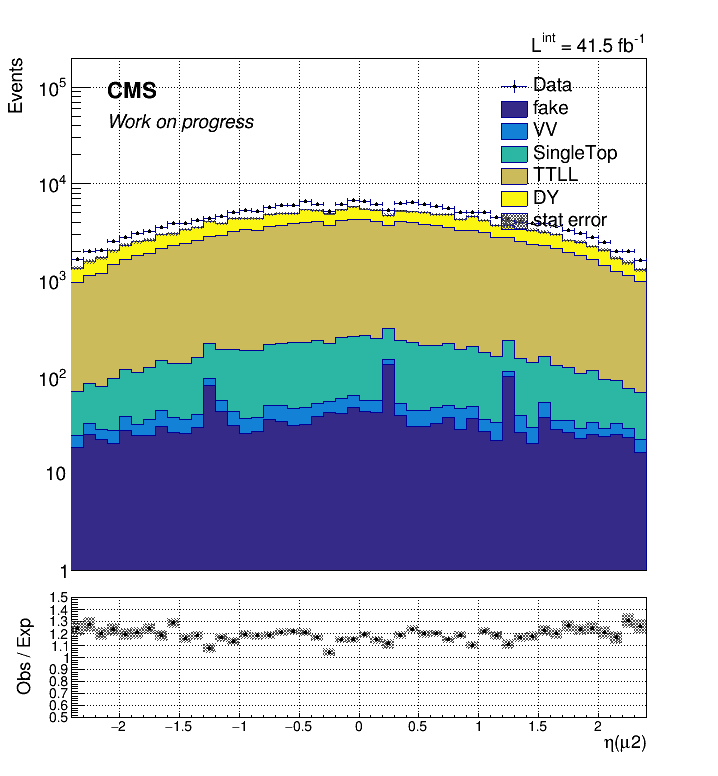 L^int = 41.5 fb^-1
Events
10^5
10^4
10^3
10^2
10
1
CMS
Work on progress
Data
fake
VV
SingleTop
TTLL
DY
stat error
Obs / Exp
1.5
1.4
1.3
1.2
1.1
1
0.9
0.8
0.7
0.6
0.5
−2 −1.5 −1 −0.5 0 0.5 1 1.5 2
η(μ2)